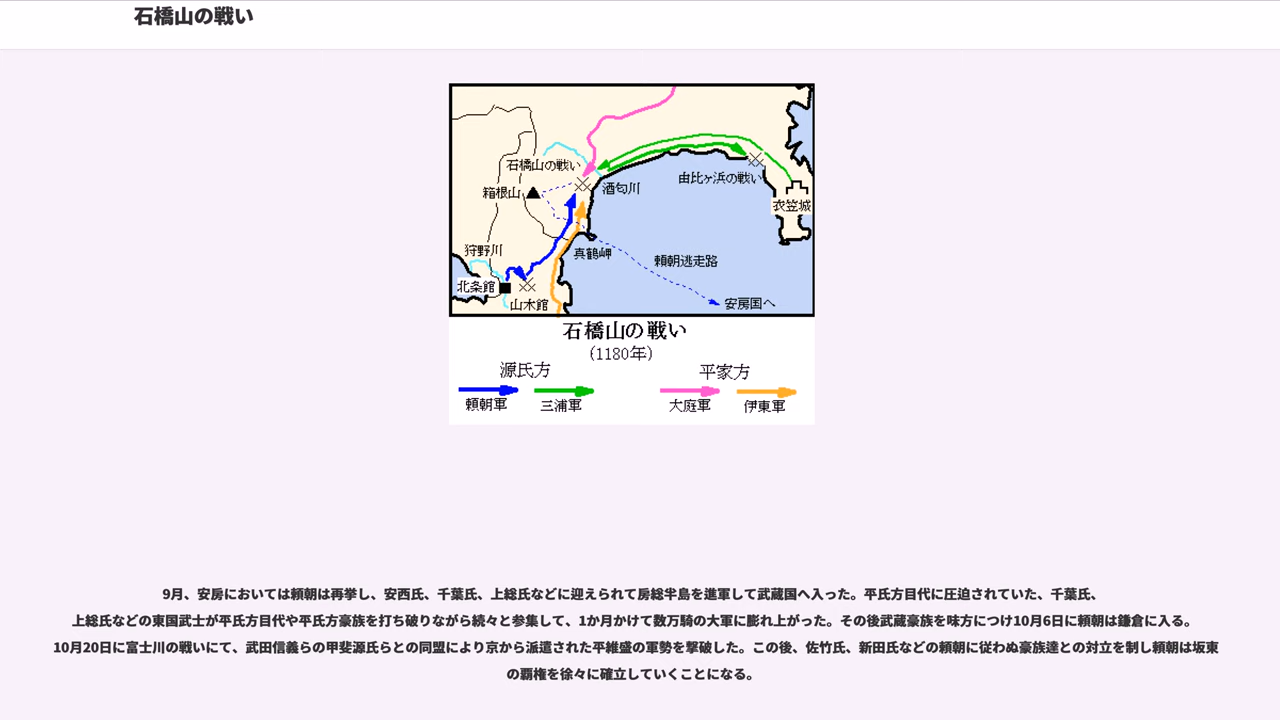 石橋山の戦い
石橋山の戦い
箱根山
酒匂川
由比ヶ浜の戦い
衣笠城
狩野川
真鶴岬
頼朝逃走路
北条館
山木館
安房国へ
石橋山の戦い
(1180年)
源氏方
平家方
頼朝軍
三浦軍
大庭軍
伊東軍
9月、安房においては頼朝は再挙し、安西氏、千葉氏、上総氏などに迎えられて房総半島を進軍して武蔵国へ入った。平氏方目代に圧迫されていた、千葉氏、
上総氏などの東国武士が平氏方目代や平氏方豪族を打ち破りながら続々と参集して、1か月かけて数万騎の大軍に膨れ上がった。その後武蔵豪族を味方につけ10月6日に頼朝は鎌倉に入る。
10月20日に富士川の戦いにて、武田信義らの甲斐源氏らとの同盟により京から派遣された平維盛の軍勢を撃破した。この後、佐竹氏、新田氏などの頼朝に従わぬ豪族達との対立を制し頼朝は坂東
の覇権を徐々に確立していくことになる。